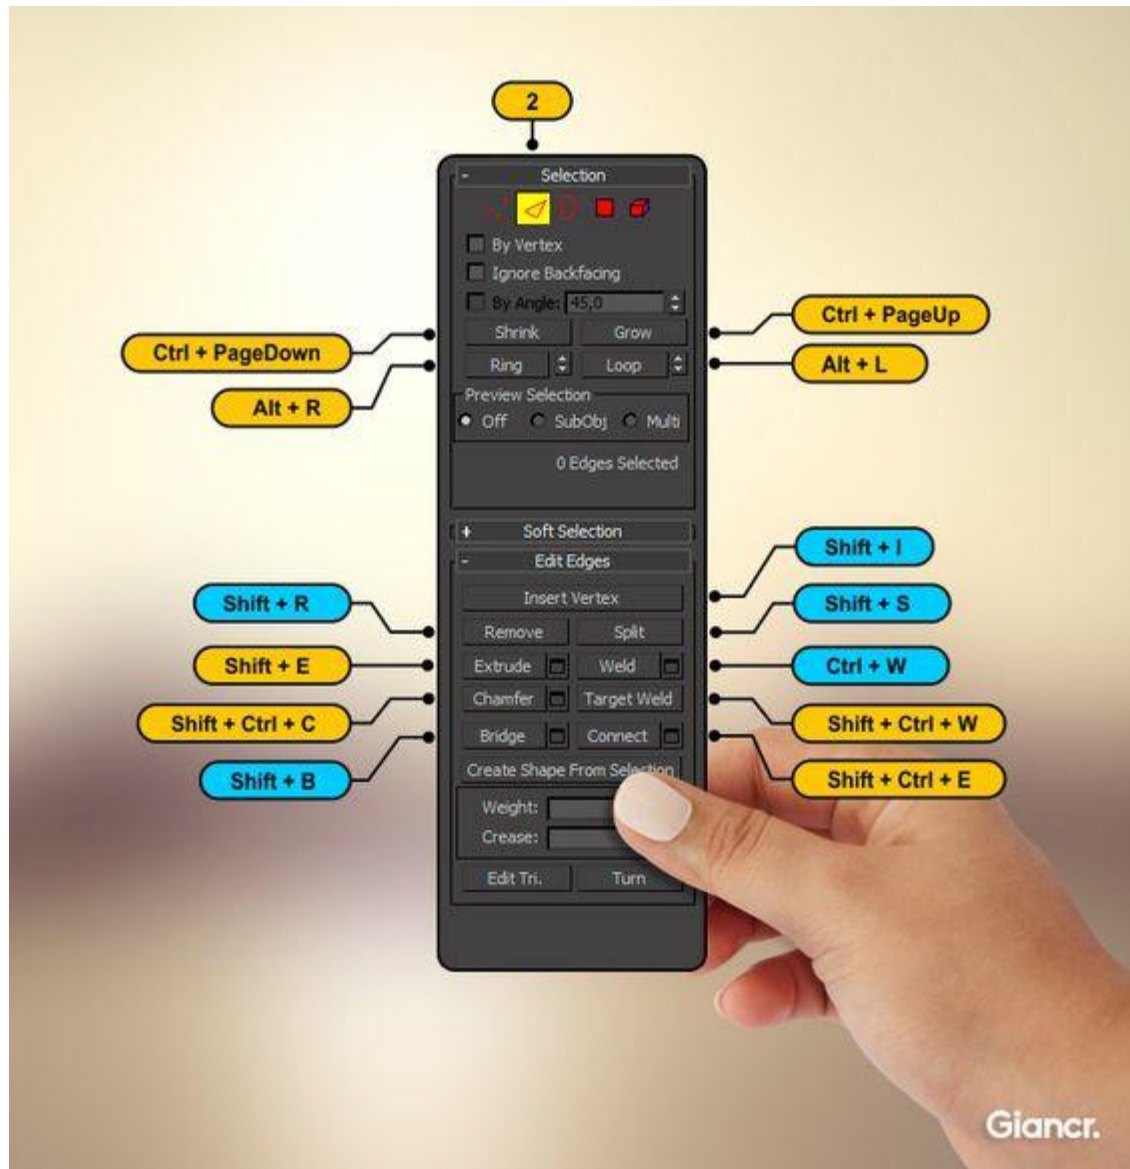 2
- Selection
By Vertex
Ignore Backfacing
By Angle: 45,0
Shrink Grow
Ctrl + PageUp
Ctrl + PageDown
Ring Loop
Alt + L
Alt + R
Preview Selection
Off SubObj Multi
0 Edges Selected
+ Soft Selection
- Edit Edges
Shift + I
Insert Vertex
Shift + R
Shift + S
Remove Split
Shift + E
Extrude Weld
Ctrl + W
Chamfer Target Weld
Shift + Ctrl + C
Shift + Ctrl + W
Bridge Connect
Shift + B
Create Shape From Selection
Shift + Ctrl + E
Weight:
Crease:
Edit Tri. Turn
Giancr.